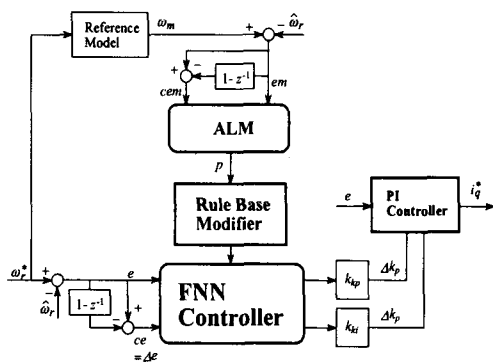 Reference
Model
ω_m
+
−
ω̂_r
+
−
1- z⁻¹
cem
em
ALM
p
Rule Base
Modifier
e
PI
Controller
i_q*
ω_r*
+
−
ω̂_r
e
1- z⁻¹
+
−
ce
= Δe
FNN
Controller
k_kp
Δk_p
k_ki
Δk_p